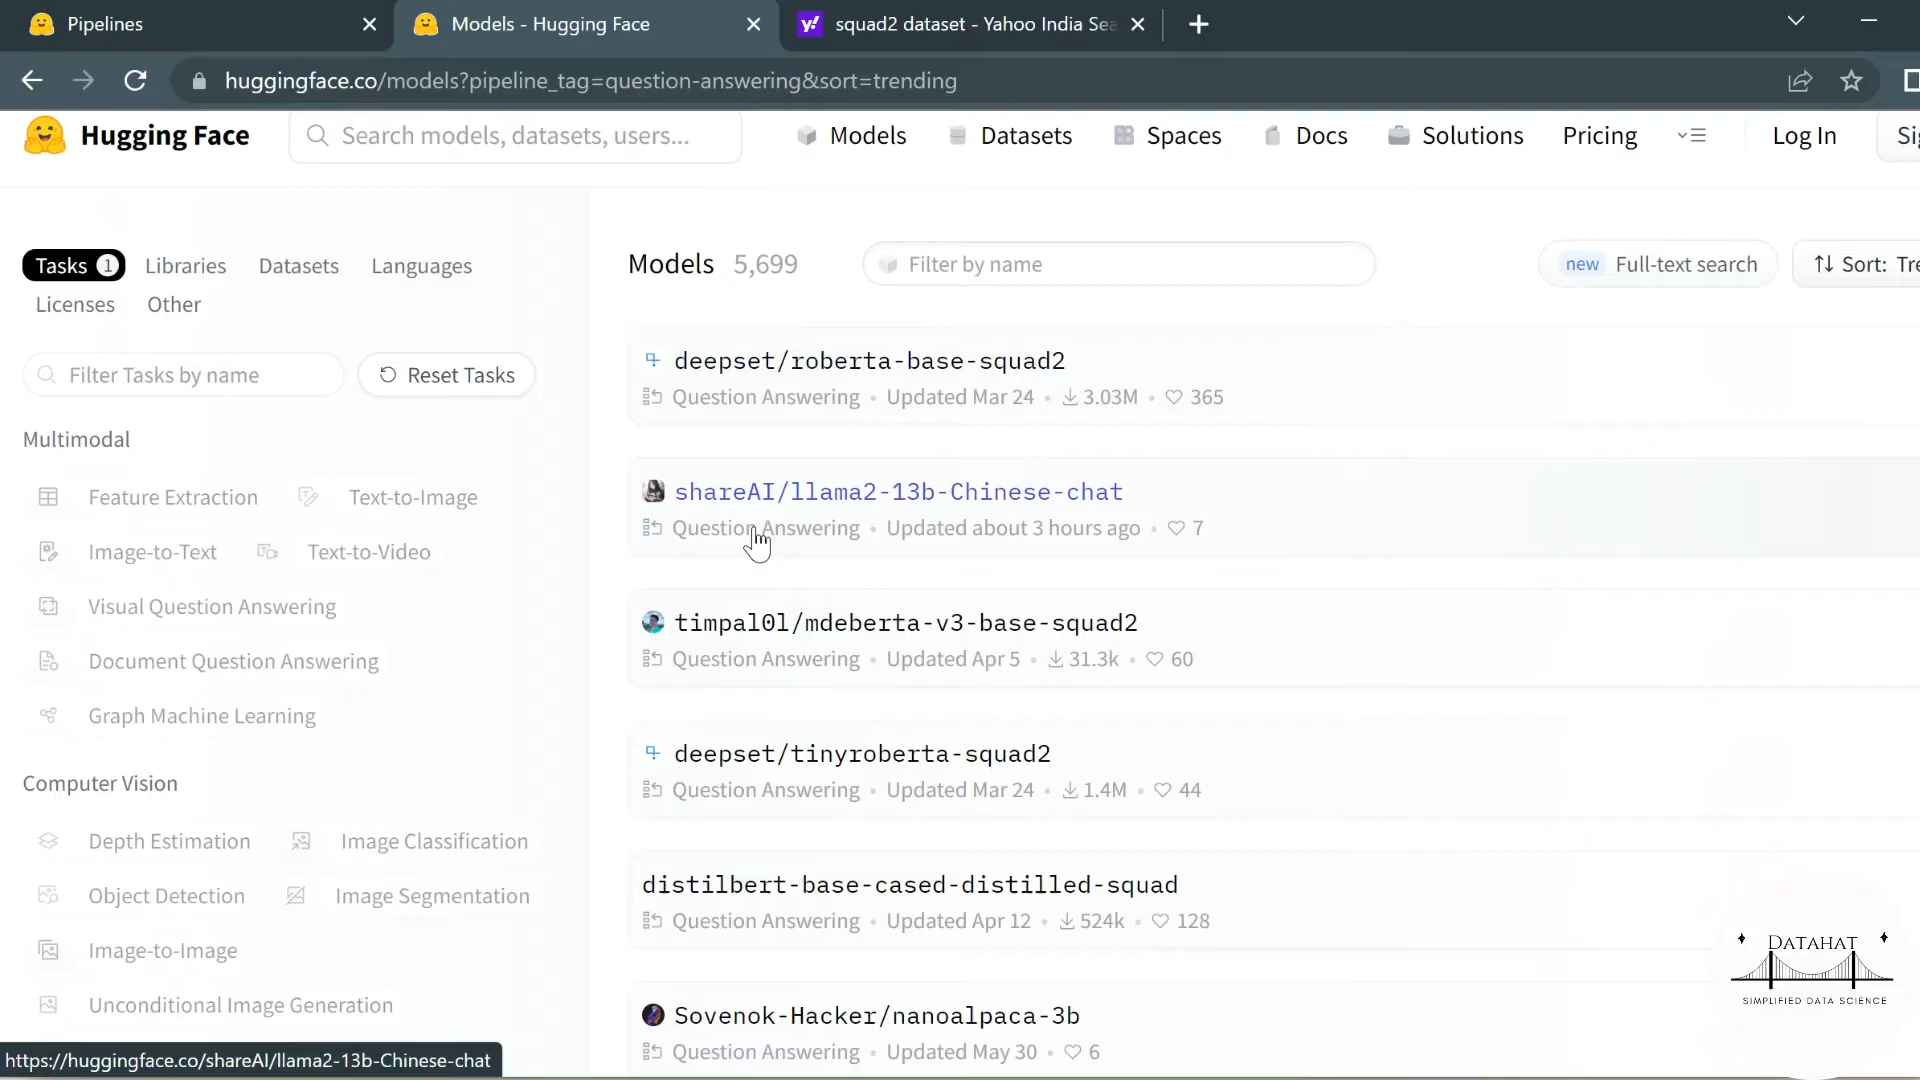 Pipelines
Models - Hugging Face
squad2 dataset - Yahoo India Sea
huggingface.co/models?pipeline_tag=question-answering&sort=trending
Hugging Face
Search models, datasets, users...
Models
Datasets
Spaces
Docs
Solutions
Pricing
Log In
Sig
Tasks 1
Libraries
Datasets
Languages
Licenses
Other
Filter Tasks by name
Reset Tasks
Multimodal
Feature Extraction
Text-to-Image
Image-to-Text
Text-to-Video
Visual Question Answering
Document Question Answering
Graph Machine Learning
Computer Vision
Depth Estimation
Image Classification
Object Detection
Image Segmentation
Image-to-Image
Unconditional Image Generation
https://huggingface.co/shareAI/llama2-13b-Chinese-chat
Models 5,699
Filter by name
new Full-text search
Sort: Tre
deepset/roberta-base-squad2
Question Answering • Updated Mar 24 • 3.03M • 365
shareAI/llama2-13b-Chinese-chat
Question Answering • Updated about 3 hours ago • 7
timpal0l/mdeberta-v3-base-squad2
Question Answering • Updated Apr 5 • 31.3k • 60
deepset/tinyroberta-squad2
Question Answering • Updated Mar 24 • 1.4M • 44
distilbert-base-cased-distilled-squad
Question Answering • Updated Apr 12 • 524k • 128
Sovenok-Hacker/nanoalpaca-3b
Question Answering • Updated May 30 • 6
DATAHAT
SIMPLIFIED DATA SCIENCE